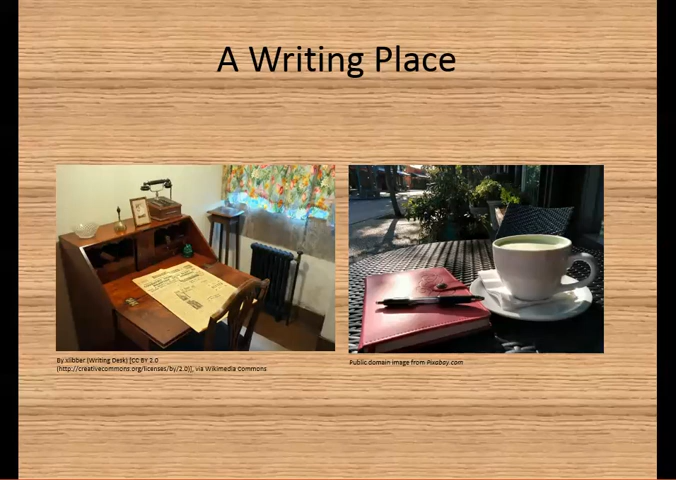 A Writing Place
By xlibber (Writing Desk) [CC BY 2.0
(http://creativecommons.org/licenses/by/2.0)], via Wikimedia Commons
Public domain image from Pixabay.com